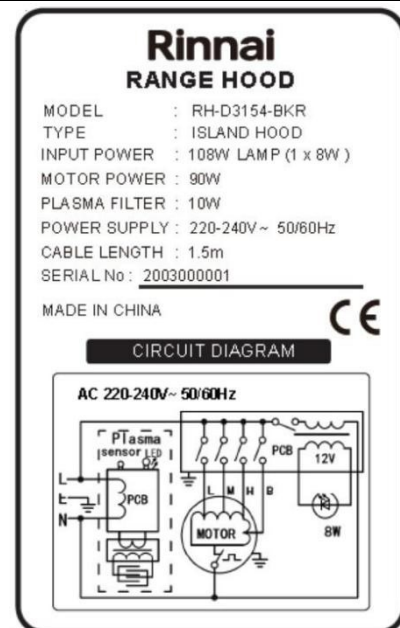 Rinnai
RANGE HOOD
MODEL : RH-D3154-BKR
TYPE : ISLAND HOOD
INPUT POWER : 108W LAMP (1 x 8W )
MOTOR POWER : 90W
PLASMA FILTER : 10W
POWER SUPPLY : 220-240V ~ 50/60Hz
CABLE LENGTH : 1.5m
SERIAL No : 2003000001
MADE IN CHINA
CE
CIRCUIT DIAGRAM
AC 220-240V~ 50/60Hz
Plasma
sensor LED
PCB
12V
L
L M H B
E
PCB
N
MOTOR
8W